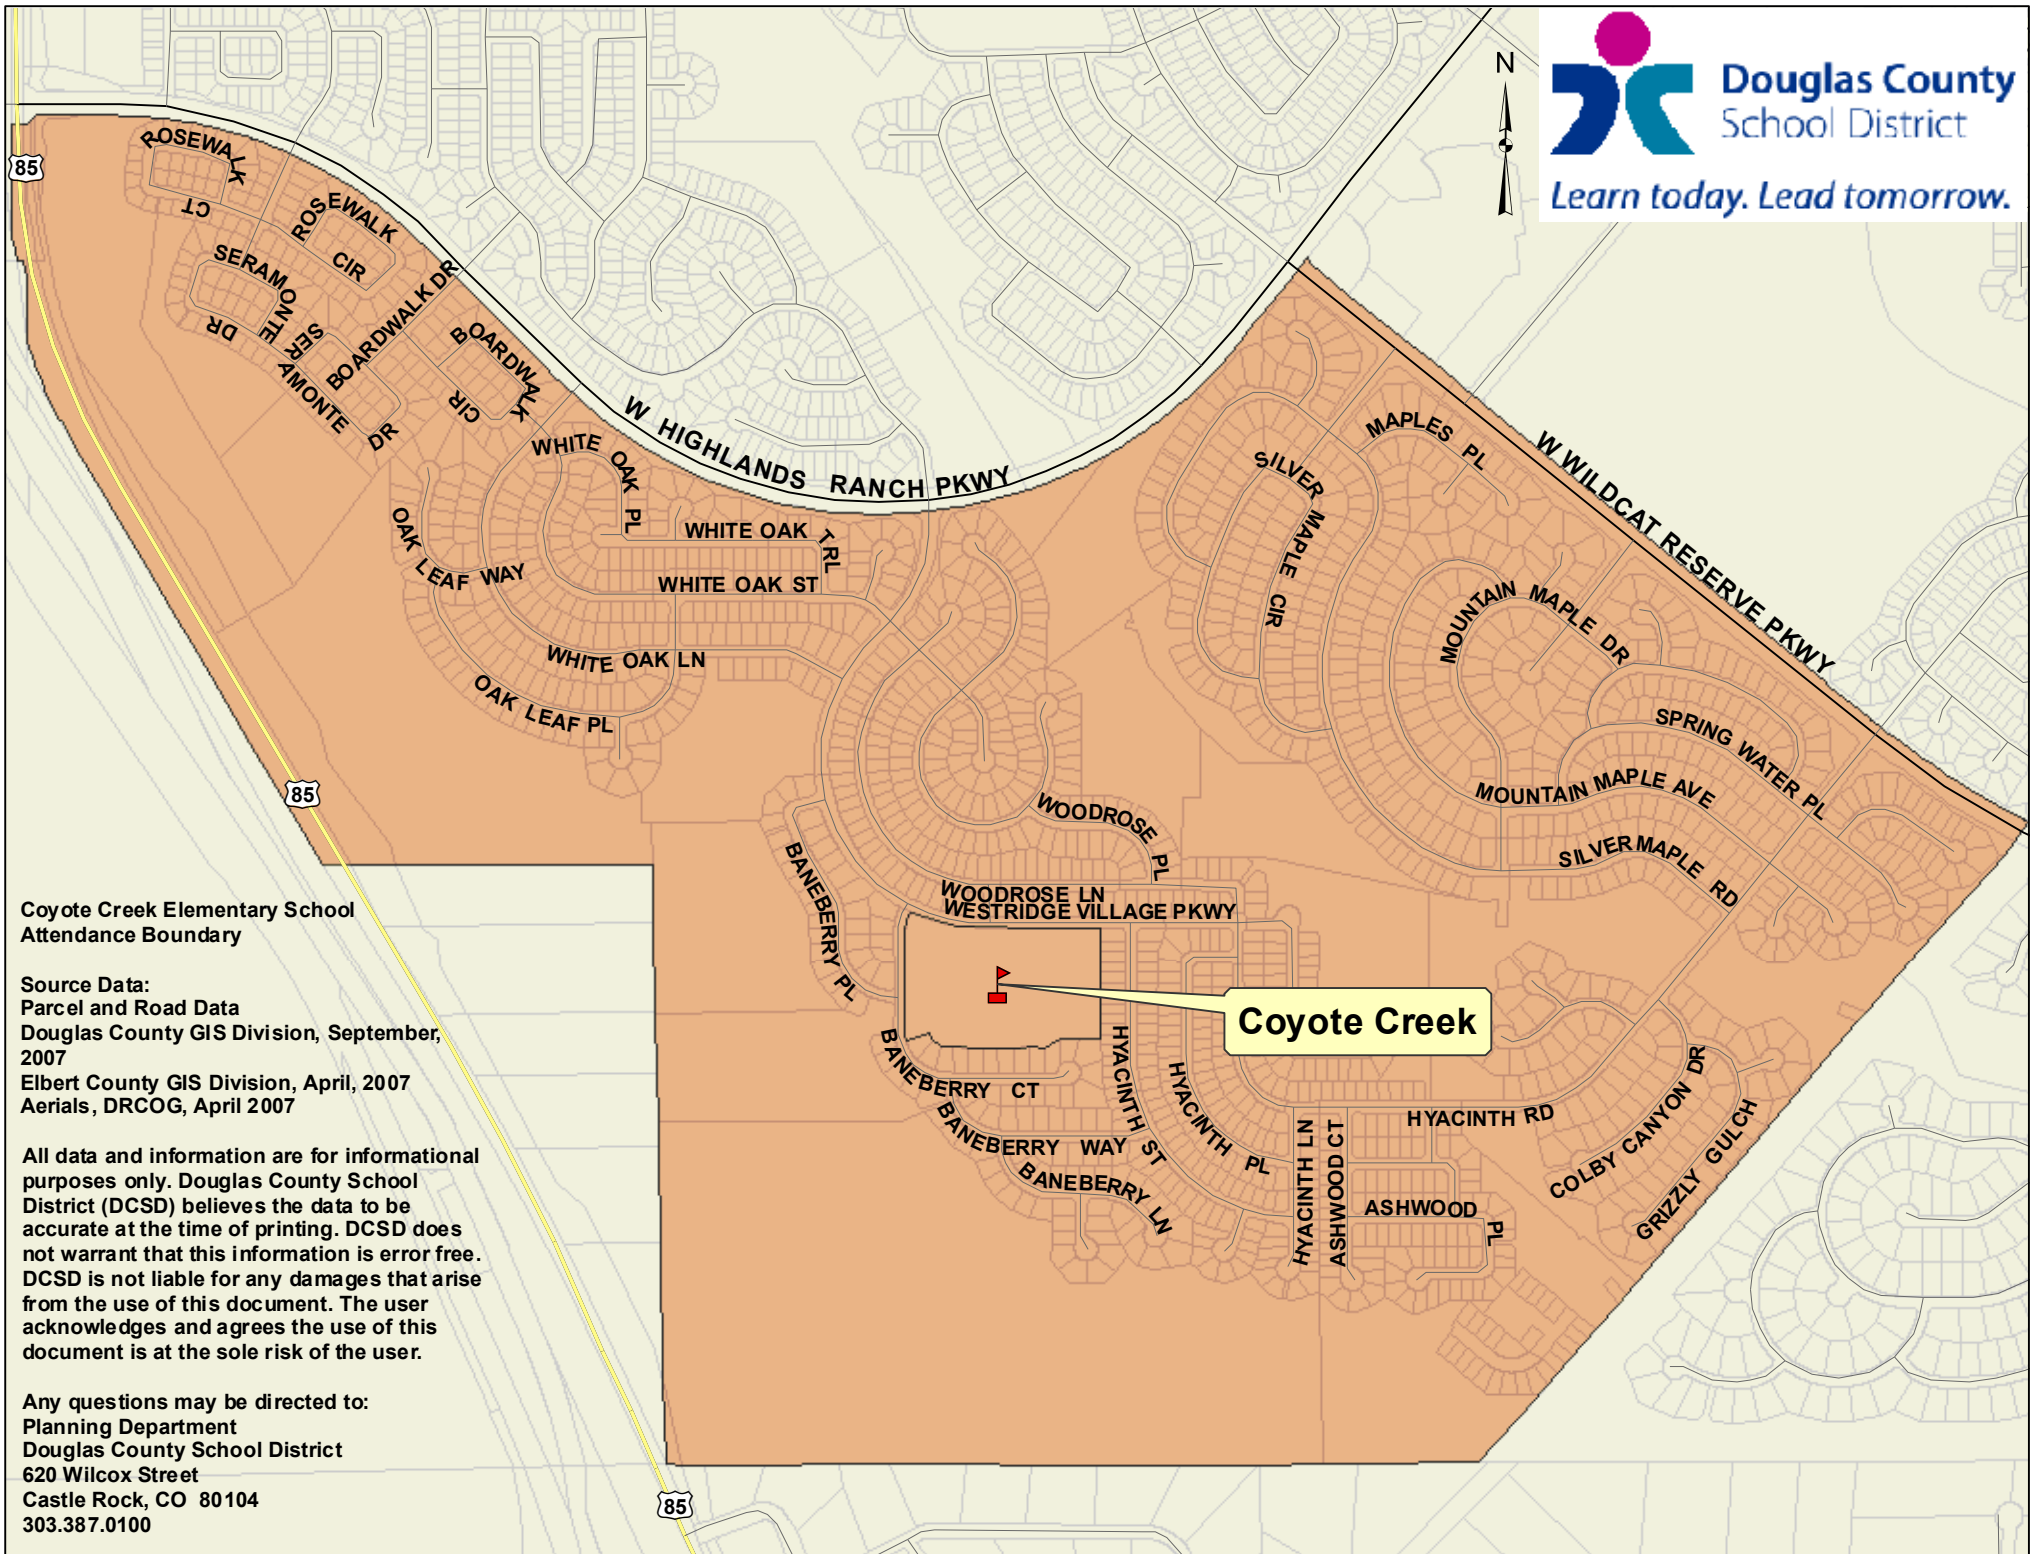 N
Douglas County
School District
Learn today. Lead tomorrow.
85
ROSEWALK
CT
ROSEWALK
CIR
SERAMONTE
DR
SERAMONTE
DR
BOARDWALK DR
BOARDWALK
CIR
W HIGHLANDS RANCH PKWY
WHITE OAK PL
WHITE OAK TRL
WHITE OAK ST
OAK LEAF WAY
WHITE OAK LN
OAK LEAF PL
MAPLES PL
SILVER MAPLE CIR
W WILDCAT RESERVE PKWY
MOUNTAIN MAPLE DR
SPRING WATER PL
MOUNTAIN MAPLE AVE
SILVER MAPLE RD
85
WOODROSE PL
BANEBERRY PL
WOODROSE LN
WESTRIDGE VILLAGE PKWY
Coyote Creek
BANEBERRY CT
BANEBERRY WAY
BANEBERRY LN
HYACINTH ST
HYACINTH PL
HYACINTH LN
ASHWOOD CT
HYACINTH RD
ASHWOOD PL
COLBY CANYON DR
GRIZZLY GULCH
Coyote Creek Elementary School
Attendance Boundary
Source Data:
Parcel and Road Data
Douglas County GIS Division, September,
2007
Elbert County GIS Division, April, 2007
Aerials, DRCOG, April 2007
All data and information are for informational
purposes only. Douglas County School
District (DCSD) believes the data to be
accurate at the time of printing. DCSD does
not warrant that this information is error free.
DCSD is not liable for any damages that arise
from the use of this document. The user
acknowledges and agrees the use of this
document is at the sole risk of the user.
Any questions may be directed to:
Planning Department
Douglas County School District
620 Wilcox Street
Castle Rock, CO 80104
303.387.0100
85